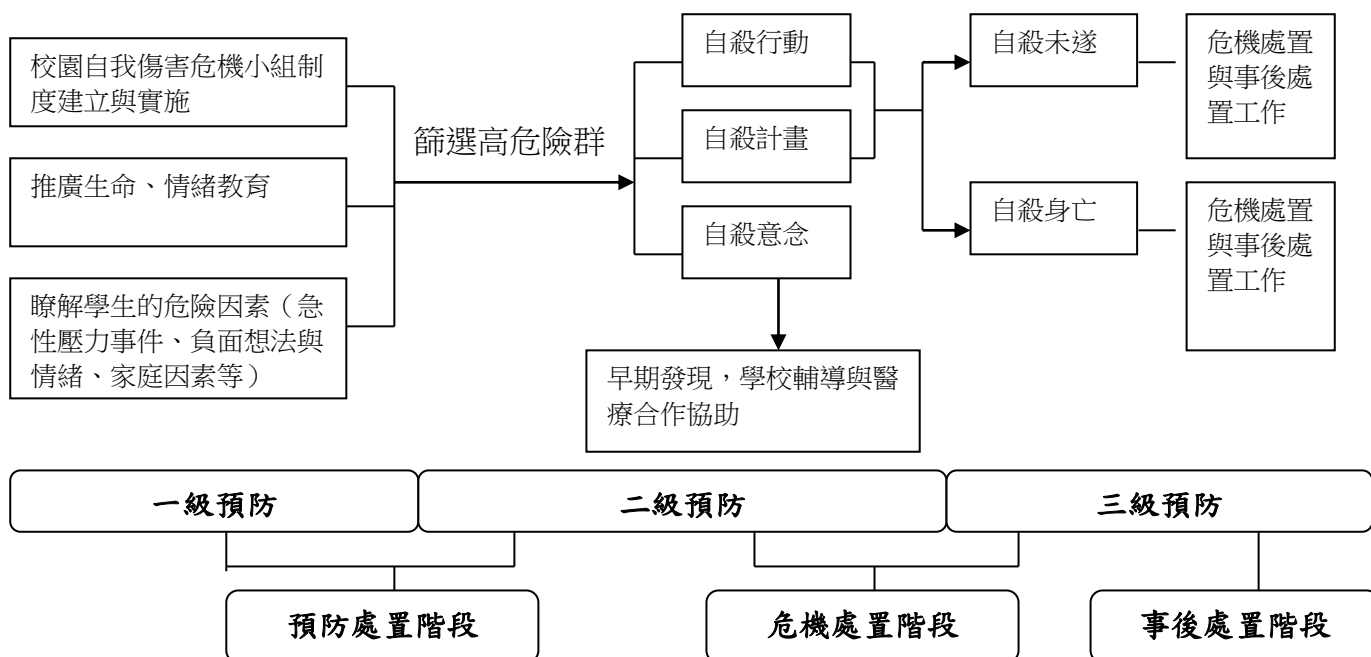 校園自我傷害危機小組制
度建立與實施
推廣生命、情緒教育
瞭解學生的危險因素（急
性壓力事件、負面想法與
情緒、家庭因素等）
篩選高危險群
自殺行動
自殺計畫
自殺意念
早期發現，學校輔導與醫
療合作協助
自殺未遂
自殺身亡
危機處置
與事後處
置工作
危機處置
與事後處
置工作
一級預防
二級預防
三級預防
預防處置階段
危機處置階段
事後處置階段